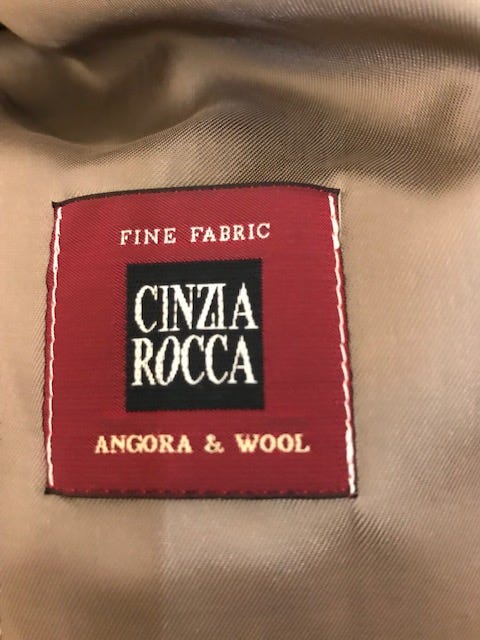 FINE FABRIC
CINZIA
ROCCA
ANGORA & WOOL